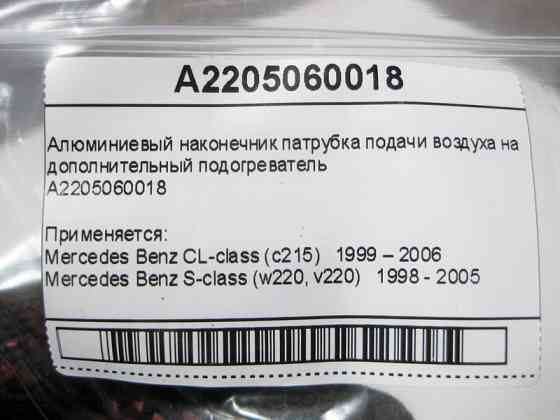 A2205060018
Алюминиевый наконечник патрубка подачи воздуха на
дополнительный подогреватель
A2205060018
Применяется:
Mercedes Benz CL-class (c215) 1999 – 2006
Mercedes Benz S-class (w220, v220) 1998 - 2005